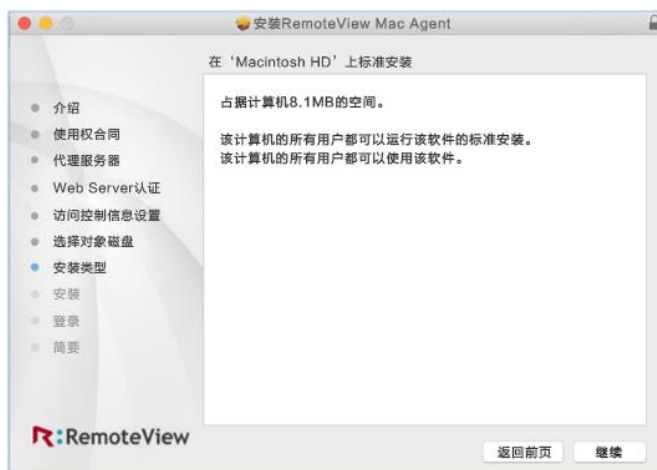 安装RemoteView Mac Agent
在‘Macintosh HD’上标准安装
介绍
使用权合同
代理服务器
Web Server认证
访问控制信息设置
选择对象磁盘
安装类型
安装
登录
简要
占据计算机8.1MB的空间。
该计算机的所有用户都可以运行该软件的标准安装。
该计算机的所有用户都可以使用该软件。
R:RemoteView
返回前页
继续